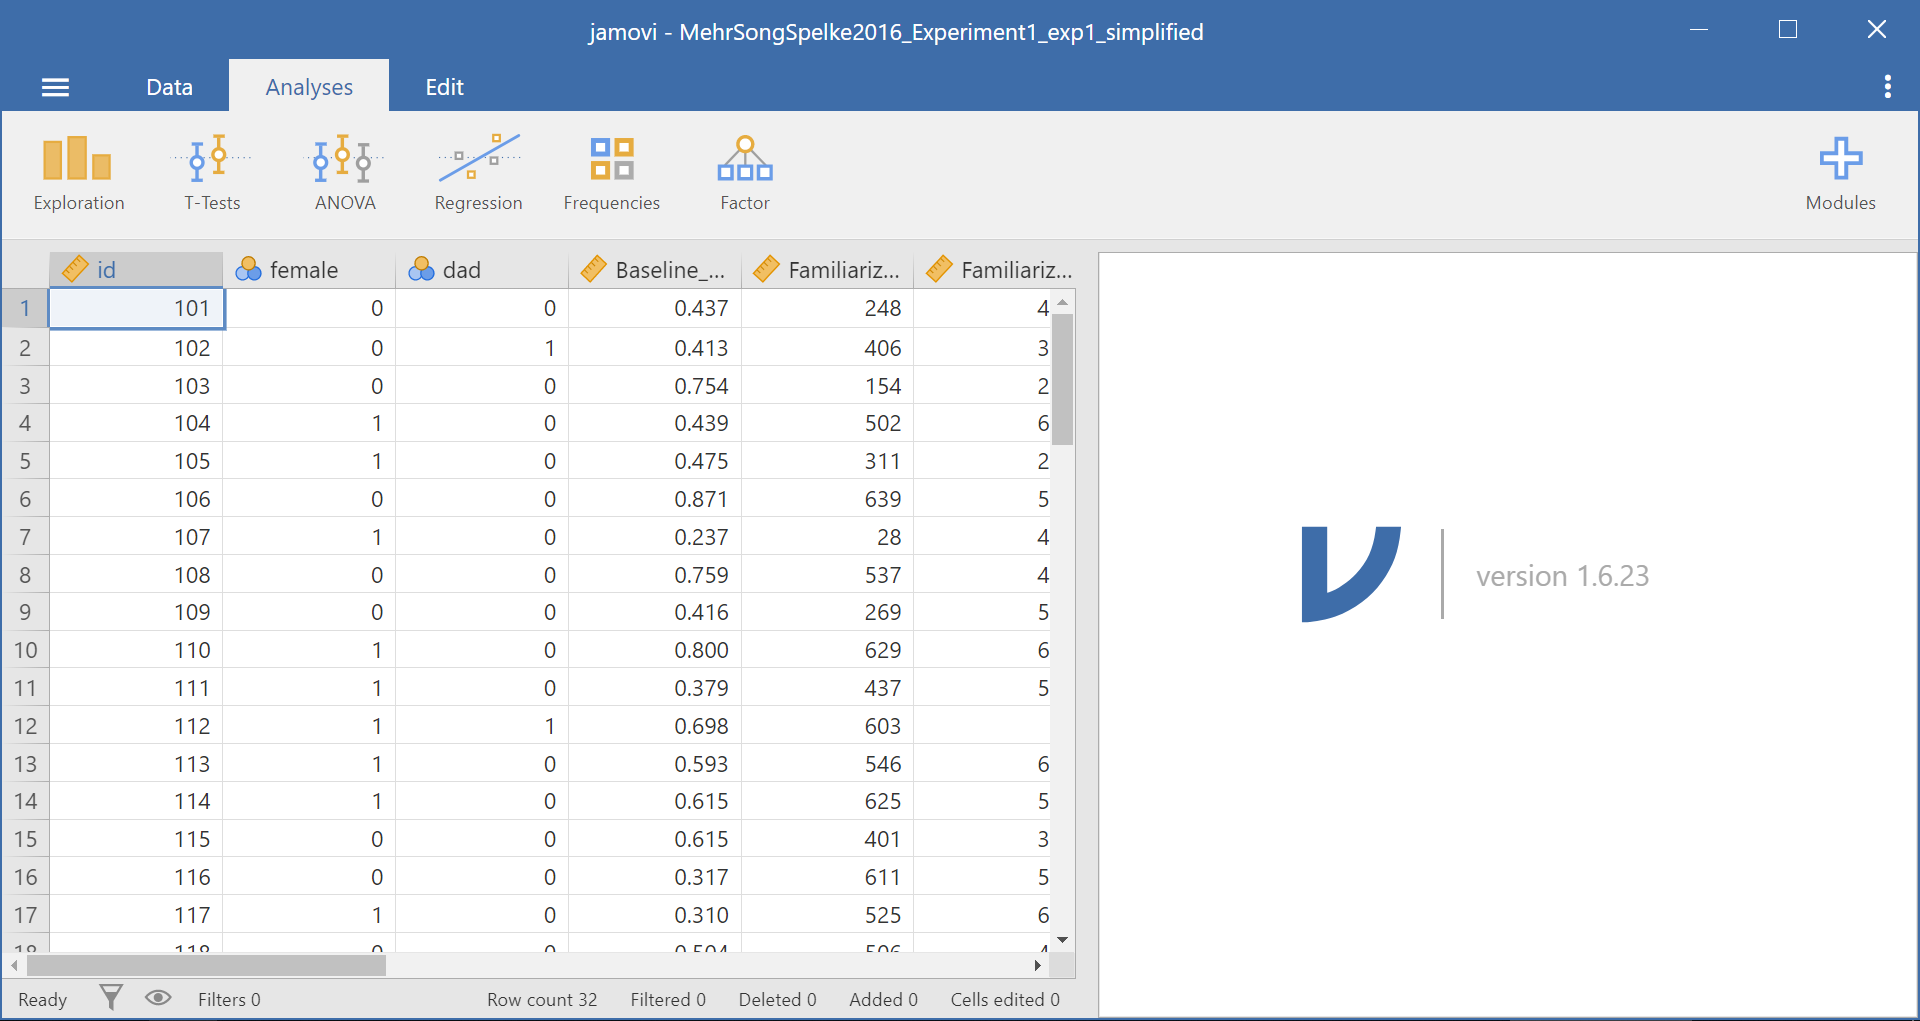 jamovi - MehrSongSpelke2016_Experiment1_exp1_simplified
Data Analyses Edit
Exploration T-Tests ANOVA Regression Frequencies Factor Modules
id female dad Baseline_... Familiariz... Familiariz...
1 101 0 0 0.437 248 4
2 102 0 1 0.413 406 3
3 103 0 0 0.754 154 2
4 104 1 0 0.439 502 6
5 105 1 0 0.475 311 2
6 106 0 0 0.871 639 5
7 107 1 0 0.237 28 4
8 108 0 0 0.759 537 4
9 109 0 0 0.416 269 5
10 110 1 0 0.800 629 6
11 111 1 0 0.379 437 5
12 112 1 1 0.698 603
13 113 1 0 0.593 546 6
14 114 1 0 0.615 625 5
15 115 0 0 0.615 401 3
16 116 0 0 0.317 611 5
17 117 1 0 0.310 525 6
18 118 0 0 0.504 506 4
version 1.6.23
Ready Filters 0 Row count 32 Filtered 0 Deleted 0 Added 0 Cells edited 0